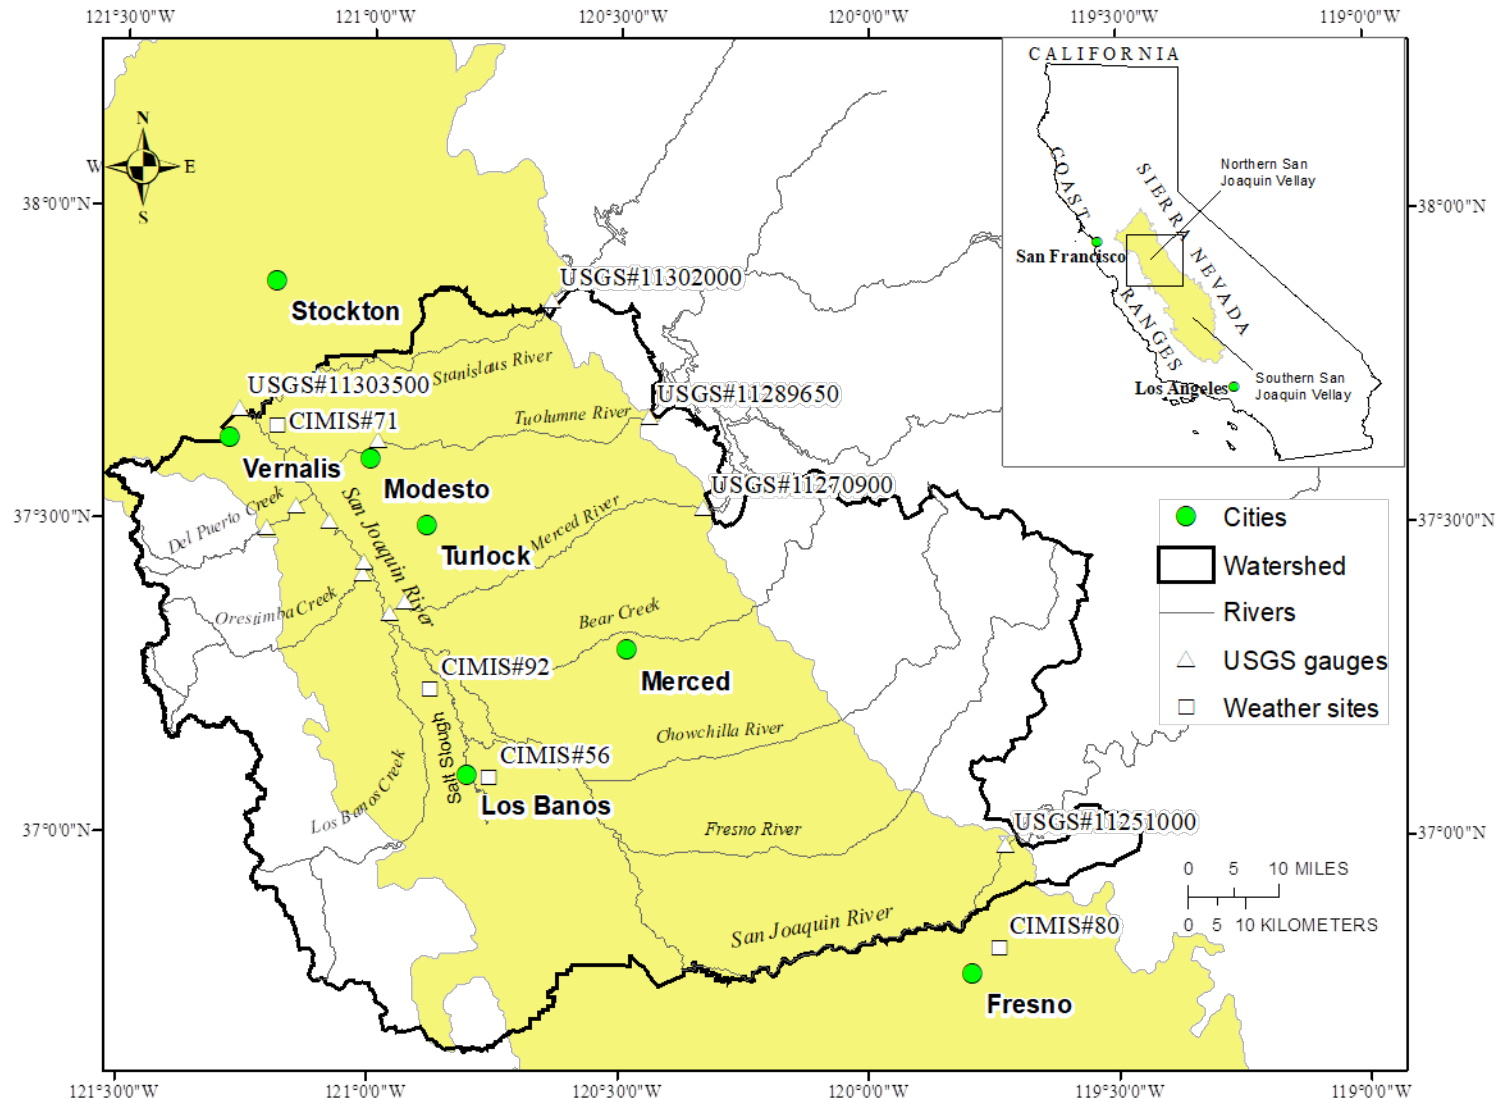 121°30'0"W
121°0'0"W
120°30'0"W
120°0'0"W
119°30'0"W
119°0'0"W
CALIFORNIA
N
W
E
S
COAST
RANGES
SIERRA NEVADA
Northern San
Joaquin Vellay
San Francisco
Los Angeles
Southern San
Joaquin Vellay
38°0'0"N
38°0'0"N
USGS#11302000
Stockton
Stanislaus River
USGS#11303500
USGS#11289650
CIMIS#71
Tuolumne River
Vernalis
Modesto
USGS#11270900
Del Puerto Creek
San Joaquin River
Merced River
37°30'0"N
37°30'0"N
Turlock
Cities
Watershed
Rivers
USGS gauges
Weather sites
Orestimba Creek
Bear Creek
CIMIS#92
Merced
Salt Slough
Chowchilla River
CIMIS#56
Los Banos Creek
Los Banos
37°0'0"N
37°0'0"N
Fresno River
USGS#11251000
0 5 10 MILES
0 5 10 KILOMETERS
San Joaquin River
CIMIS#80
Fresno
121°30'0"W
121°0'0"W
120°30'0"W
120°0'0"W
119°30'0"W
119°0'0"W